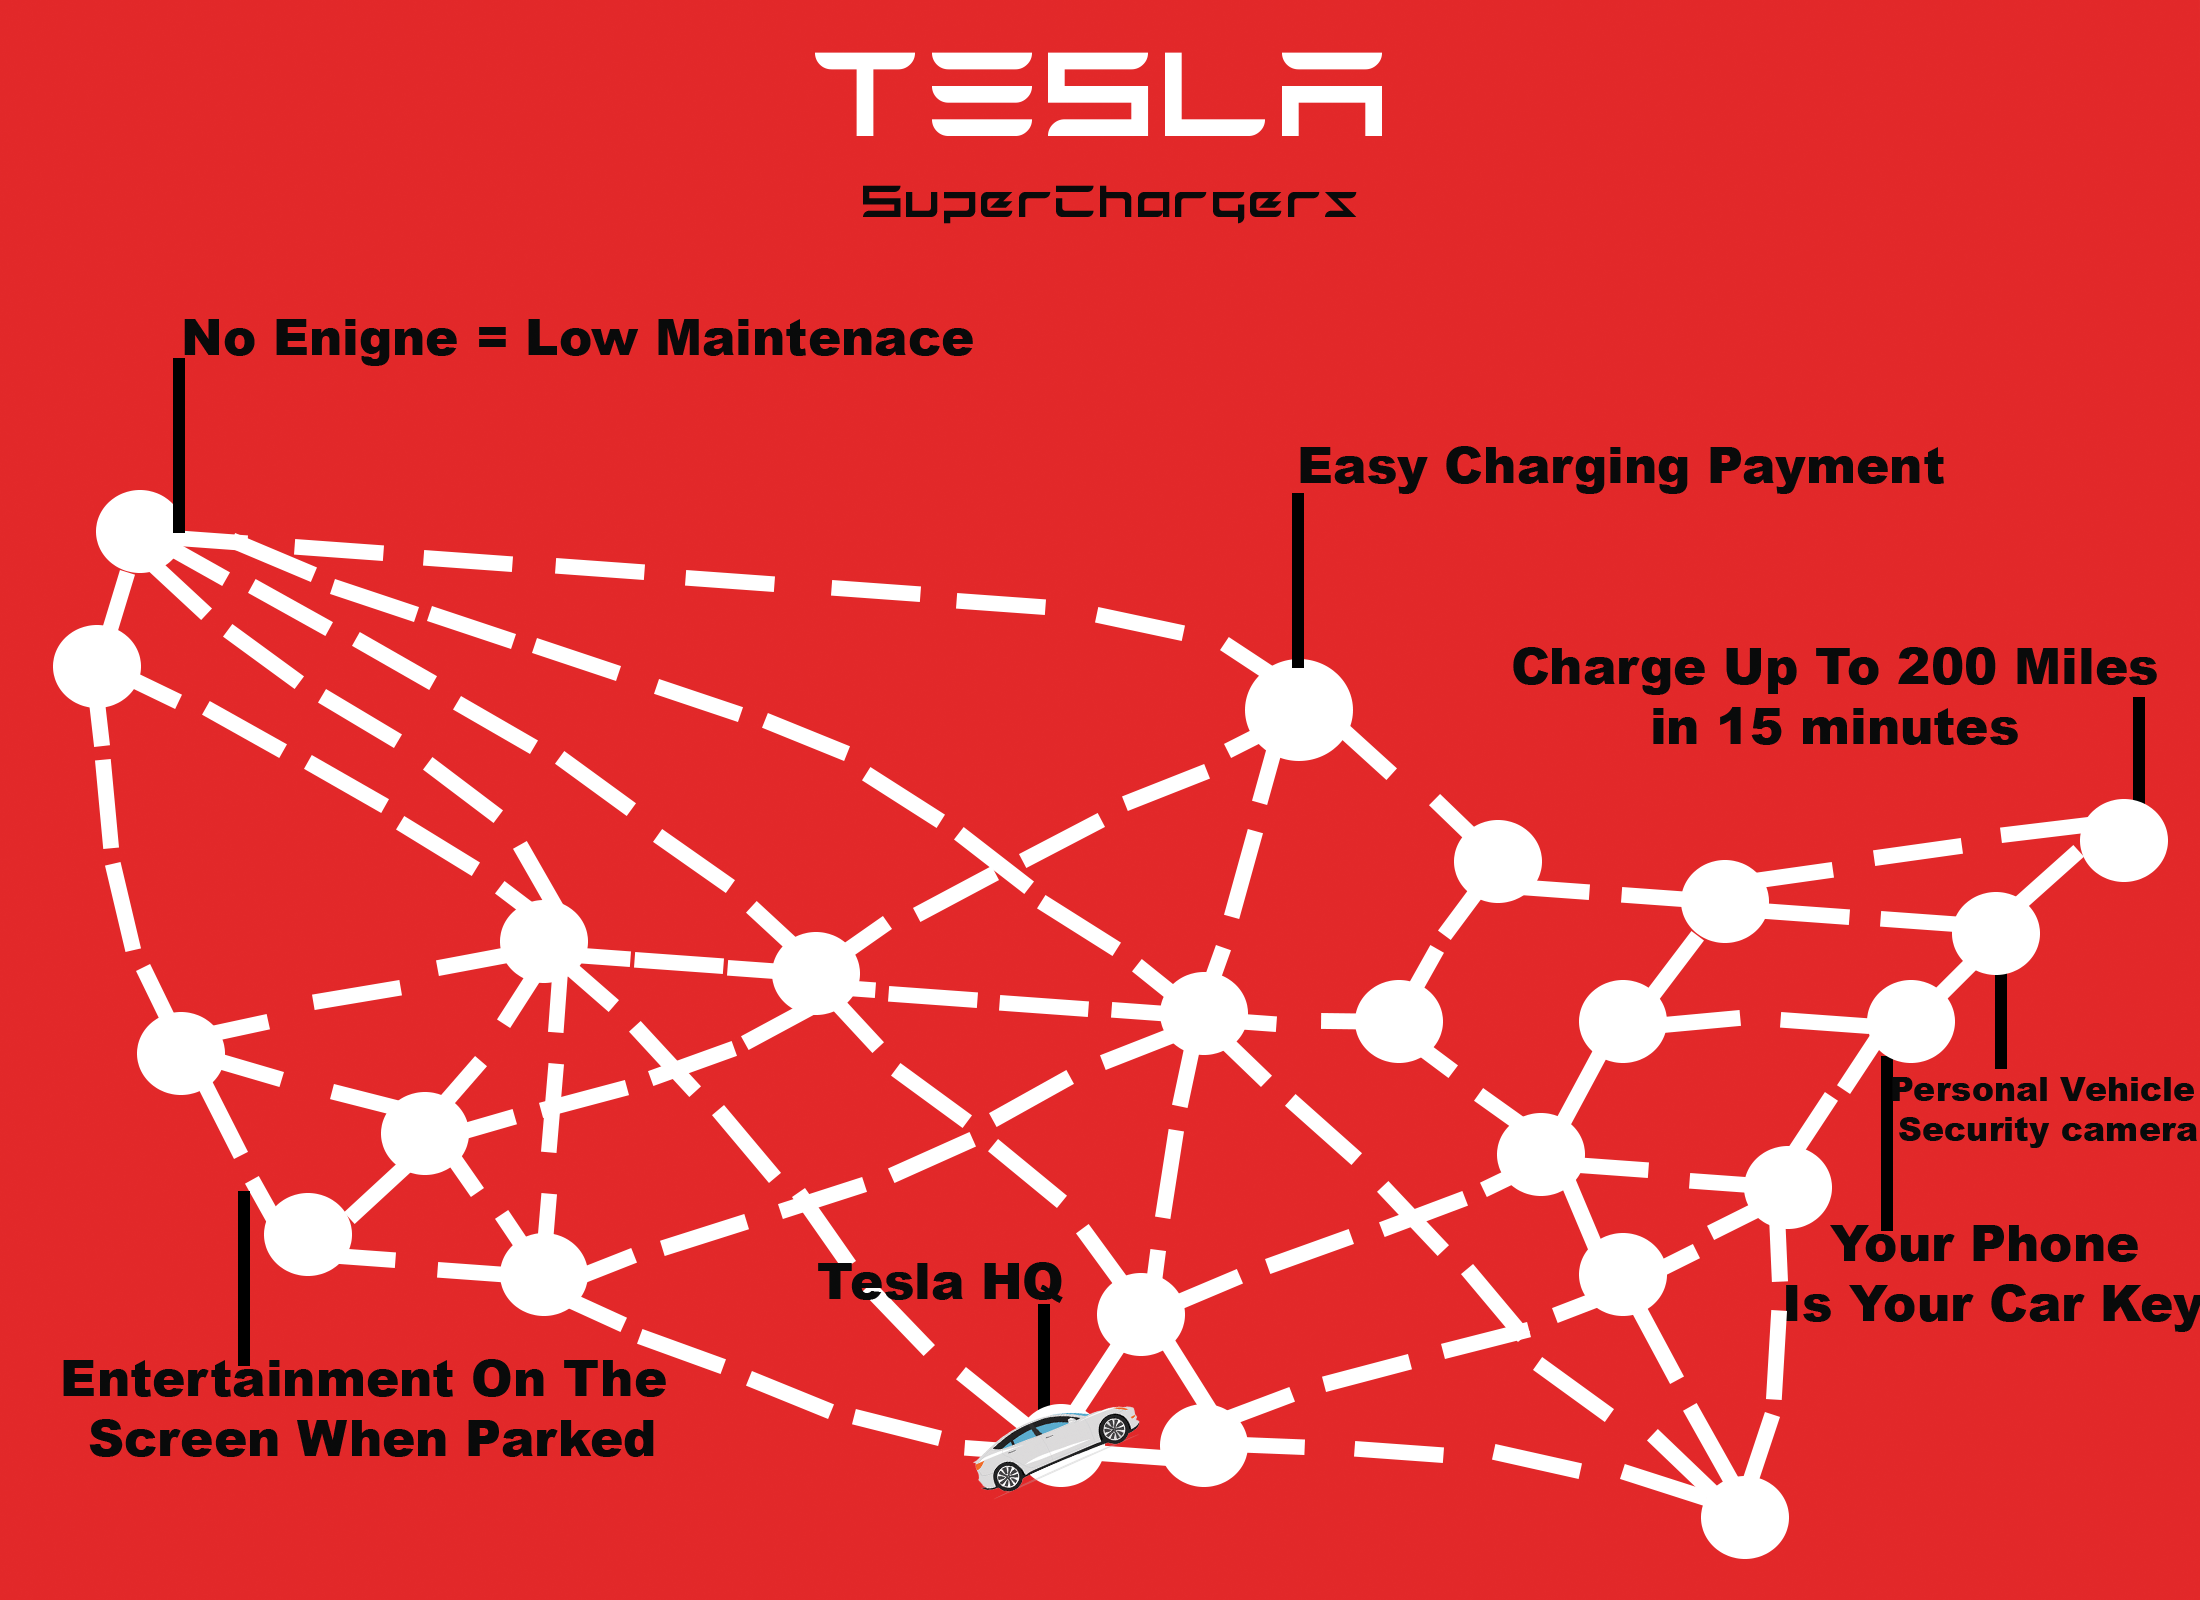 TESLA
SuperChargers
No Enigne = Low Maintenace
Easy Charging Payment
Charge Up To 200 Miles
in 15 minutes
Personal Vehicle
Security camera
Your Phone
Is Your Car Key
Tesla HQ
Entertainment On The
Screen When Parked